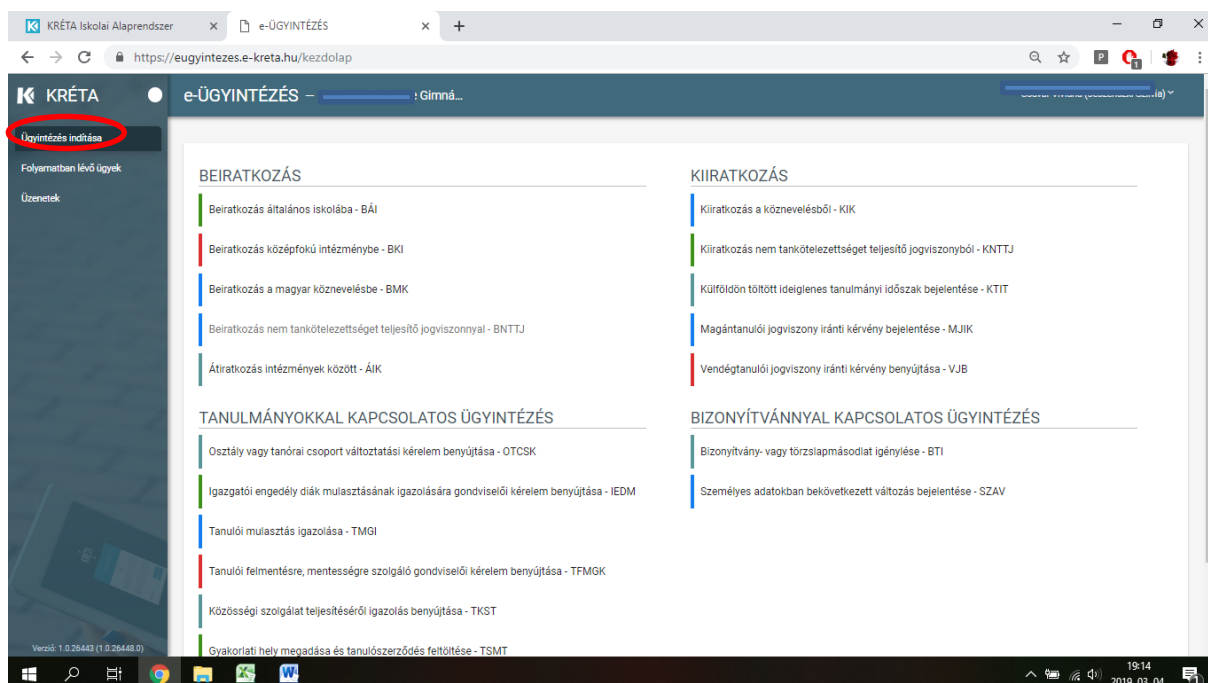 KRÉTA Iskolai Alaprendszer
e-ÜGYINTÉZÉS
https://eugyintezes.e-kreta.hu/kezdolap
KRÉTA
e-ÜGYINTÉZÉS –
Gimná...
Ügyintézés indítása
Folyamatban lévő ügyek
Üzenetek
BEIRATKOZÁS
Beiratkozás általános iskolába - BÁI
Beiratkozás középfokú intézménybe - BKI
Beiratkozás a magyar köznevelésbe - BMK
Beiratkozás nem tankötelezettséget teljesítő jogviszonnyal - BNTTJ
Átiratkozás intézmények között - ÁIK
KIIRATKOZÁS
Kiiratkozás a köznevelésből - KIK
Kiiratkozás nem tankötelezettséget teljesítő jogviszonyból - KNTTJ
Külföldön töltött ideiglenes tanulmányi időszak bejelentése - KTIT
Magántanulói jogviszony iránti kérvény bejelentése - MJIK
Vendégtanulói jogviszony iránti kérvény benyújtása - VJB
TANULMÁNYOKKAL KAPCSOLATOS ÜGYINTÉZÉS
Osztály vagy tanórai csoport változtatási kérelem benyújtása - OTCSK
Igazgatói engedély diák mulasztásának igazolására gondviselői kérelem benyújtása - IEDM
Tanulói mulasztás igazolása - TMGI
Tanulói felmentésre, mentességre szolgáló gondviselői kérelem benyújtása - TFMGK
Közösségi szolgálat teljesítéséről igazolás benyújtása - TKST
Gyakorlati hely megadása és tanulószerződés feltöltése - TSMT
BIZONYÍTVÁNNYAL KAPCSOLATOS ÜGYINTÉZÉS
Bizonyítvány- vagy törzslapmásodlat igénylése - BTI
Személyes adatokban bekövetkezett változás bejelentése - SZAV
Verzió: 1.0.26443 (1.0.26448.0)
19:14
2019. 03. 04.